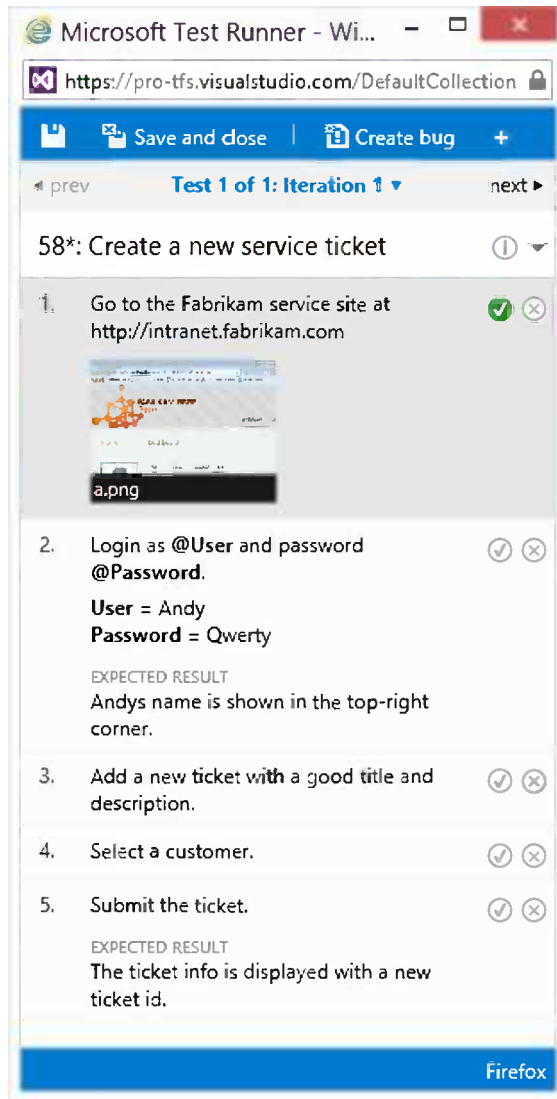 Microsoft Test Runner - Wi...
https://pro-tfs.visualstudio.com/DefaultCollection
Save and close | Create bug +
prev Test 1 of 1: Iteration 1 next
58*: Create a new service ticket
1. Go to the Fabrikam service site at
http://intranet.fabrikam.com
a.png
2. Login as @User and password
@Password.
User = Andy
Password = Qwerty
EXPECTED RESULT
Andys name is shown in the top-right
corner.
3. Add a new ticket with a good title and
description.
4. Select a customer.
5. Submit the ticket.
EXPECTED RESULT
The ticket info is displayed with a new
ticket id.
Firefox